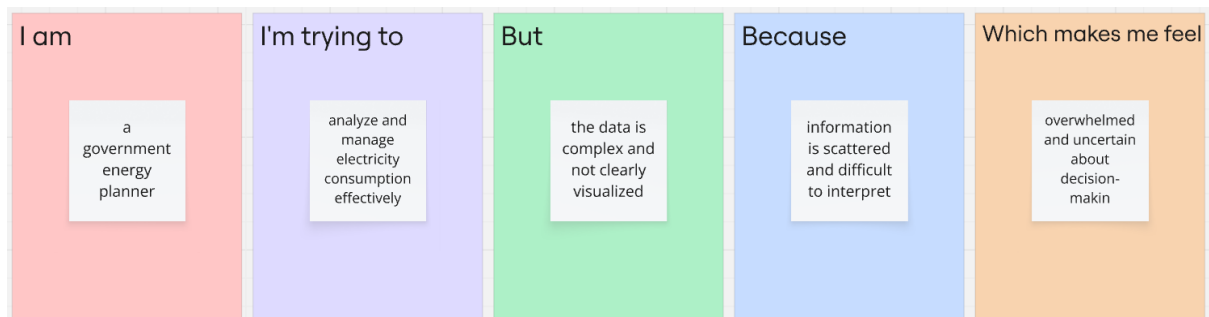 I am
a
government
energy
planner
I'm trying to
analyze and
manage
electricity
consumption
effectively
But
the data is
complex and
not clearly
visualized
Because
information
is scattered
and difficult
to interpret
Which makes me feel
overwhelmed
and uncertain
about
decision-
makin